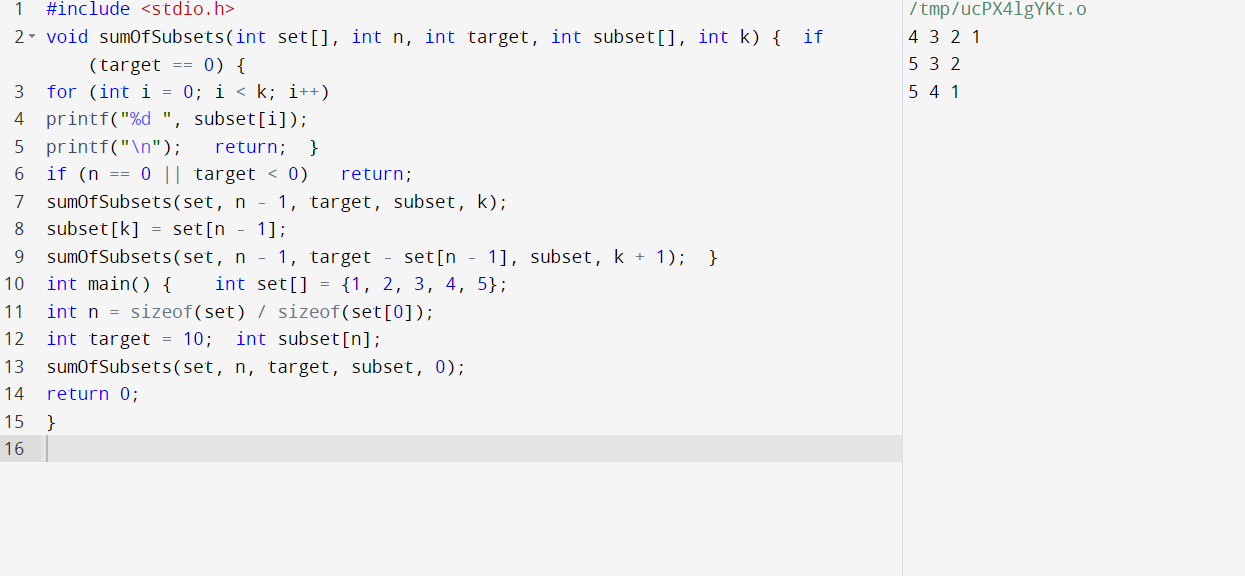 1 #include <stdio.h>
2 void sumOfSubsets(int set[], int n, int target, int subset[], int k) {  if
(target == 0) {
3 for (int i = 0; i < k; i++)
4 printf("%d ", subset[i]);
5 printf("\n");   return;  }
6 if (n == 0 || target < 0)   return;
7 sumOfSubsets(set, n - 1, target, subset, k);
8 subset[k] = set[n - 1];
9 sumOfSubsets(set, n - 1, target - set[n - 1], subset, k + 1);  }
10 int main() {    int set[] = {1, 2, 3, 4, 5};
11 int n = sizeof(set) / sizeof(set[0]);
12 int target = 10;  int subset[n];
13 sumOfSubsets(set, n, target, subset, 0);
14 return 0;
15 }
16
/tmp/ucPX4lgYKt.o
4 3 2 1
5 3 2
5 4 1